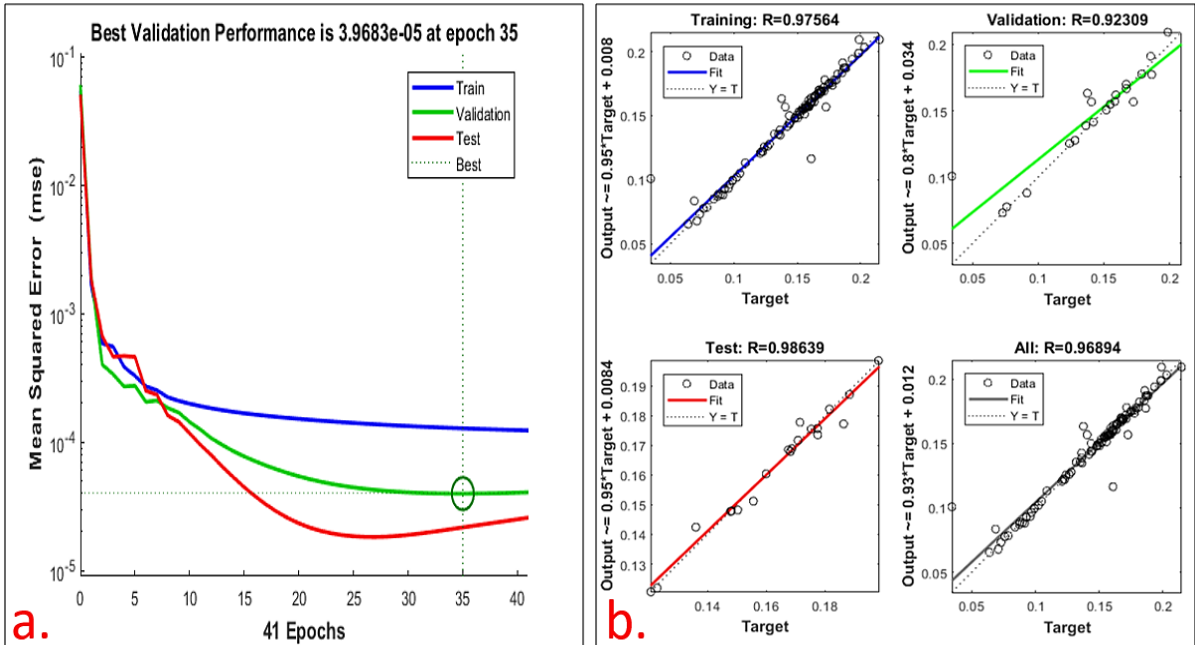 Best Validation Performance is 3.9683e-05 at epoch 35
Mean Squared Error (mse)
10^-1
10^-2
10^-3
10^-4
10^-5
Train
Validation
Test
Best
0 5 10 15 20 25 30 35 40
41 Epochs
a.
Training: R=0.97564
Output ~= 0.95*Target + 0.008
0.2
0.15
0.1
0.05
Data
Fit
Y = T
0.05 0.1 0.15 0.2
Target
Validation: R=0.92309
Output ~= 0.8*Target + 0.034
0.2
0.15
0.1
0.05
Data
Fit
Y = T
0.05 0.1 0.15 0.2
Target
Test: R=0.98639
Output ~= 0.95*Target + 0.0084
0.19
0.18
0.17
0.16
0.15
0.14
0.13
Data
Fit
Y = T
0.14 0.16 0.18
Target
All: R=0.96894
Output ~= 0.93*Target + 0.012
0.2
0.15
0.1
0.05
Data
Fit
Y = T
0.05 0.1 0.15 0.2
Target
b.